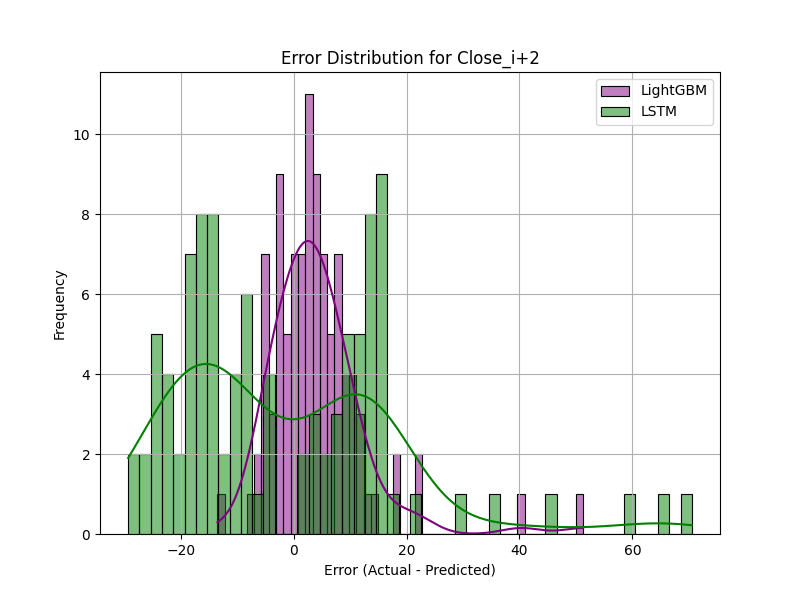 Error Distribution for Close_i+2
LightGBM
LSTM
Frequency
10
8
6
4
2
0
−20
0
20
40
60
Error (Actual - Predicted)